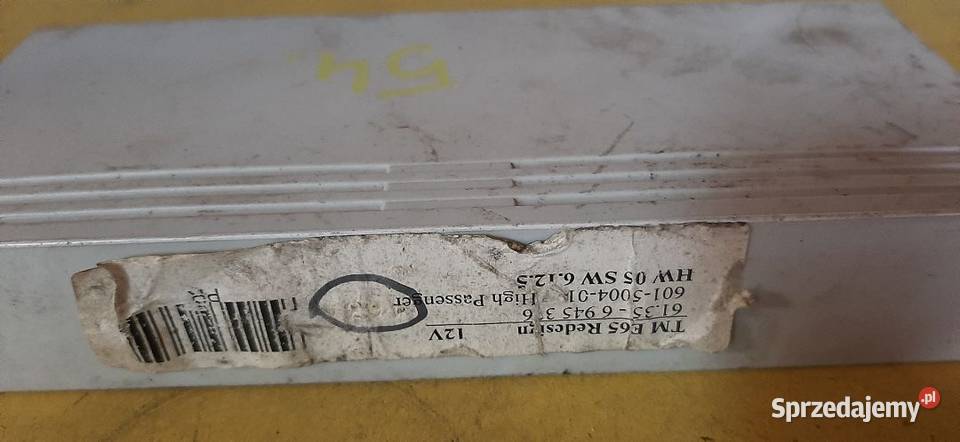 54
TM E65 Redesign
12V
61.35 - 6 945 3 6
601-5004-01 High Passenger
HW 05 SW 6.12.5
Sprzedajemy.pl